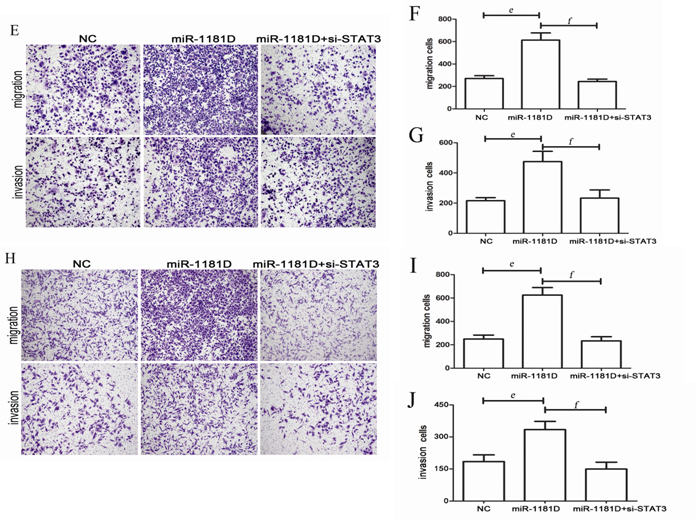 E
NC miR-1181D miR-1181D+si-STAT3
migration
invasion
F
migration cells
800
600
400
200
0
e
f
NC miR-1181D miR-1181D+si-STAT3
G
invasion cells
800
600
400
200
0
e
f
NC miR-1181D miR-1181D+si-STAT3
H
NC miR-1181D miR-1181D+si-STAT3
migration
invasion
I
migration cells
800
600
400
200
0
e
f
NC miR-1181D miR-1181D+si-STAT3
J
invasion cells
450
300
150
0
e
f
NC miR-1181D miR-1181D+si-STAT3